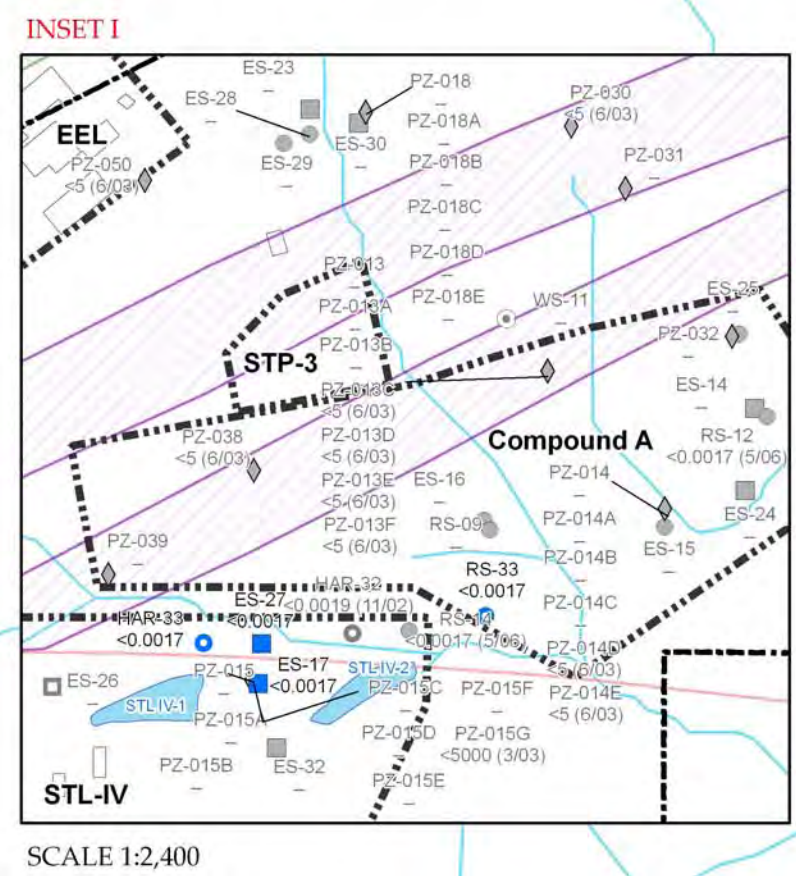 INSET I
ES-23
—
ES-28
—
ES-29
—
ES-30
—
PZ-018
—
PZ-018A
—
PZ-018B
—
PZ-018C
—
PZ-018D
—
PZ-018E
—
PZ-030
<5 (6/03)
PZ-031
—
EEL
PZ-050
<5 (6/03)
PZ-013
—
PZ-013A
—
PZ-013B
—
PZ-013C
<5 (6/03)
PZ-013D
<5 (6/03)
PZ-013E
<5 (6/03)
PZ-013F
<5 (6/03)
STP-3
WS-11
—
ES-25
—
PZ-032
—
ES-14
—
RS-12
<0.0017 (5/06)
ES-24
—
Compound A
PZ-038
<5 (6/03)
PZ-039
—
ES-16
—
RS-09
—
PZ-014
—
PZ-014A
—
PZ-014B
—
PZ-014C
—
PZ-014D
<5 (6/03)
PZ-014E
<5 (6/03)
ES-15
—
RS-33
<0.0017
HAR-32
<0.0019 (11/02)
RS-14
<0.0017 (5/06)
HAR-33
<0.0017
ES-27
<0.0017
ES-17
<0.0017
ES-26
—
STL IV-1
STL IV-2
PZ-015
—
PZ-015A
—
PZ-015B
—
PZ-015C
—
PZ-015D
—
PZ-015E
—
PZ-015F
—
PZ-015G
<5000 (3/03)
ES-32
—
STL-IV
SCALE 1:2,400